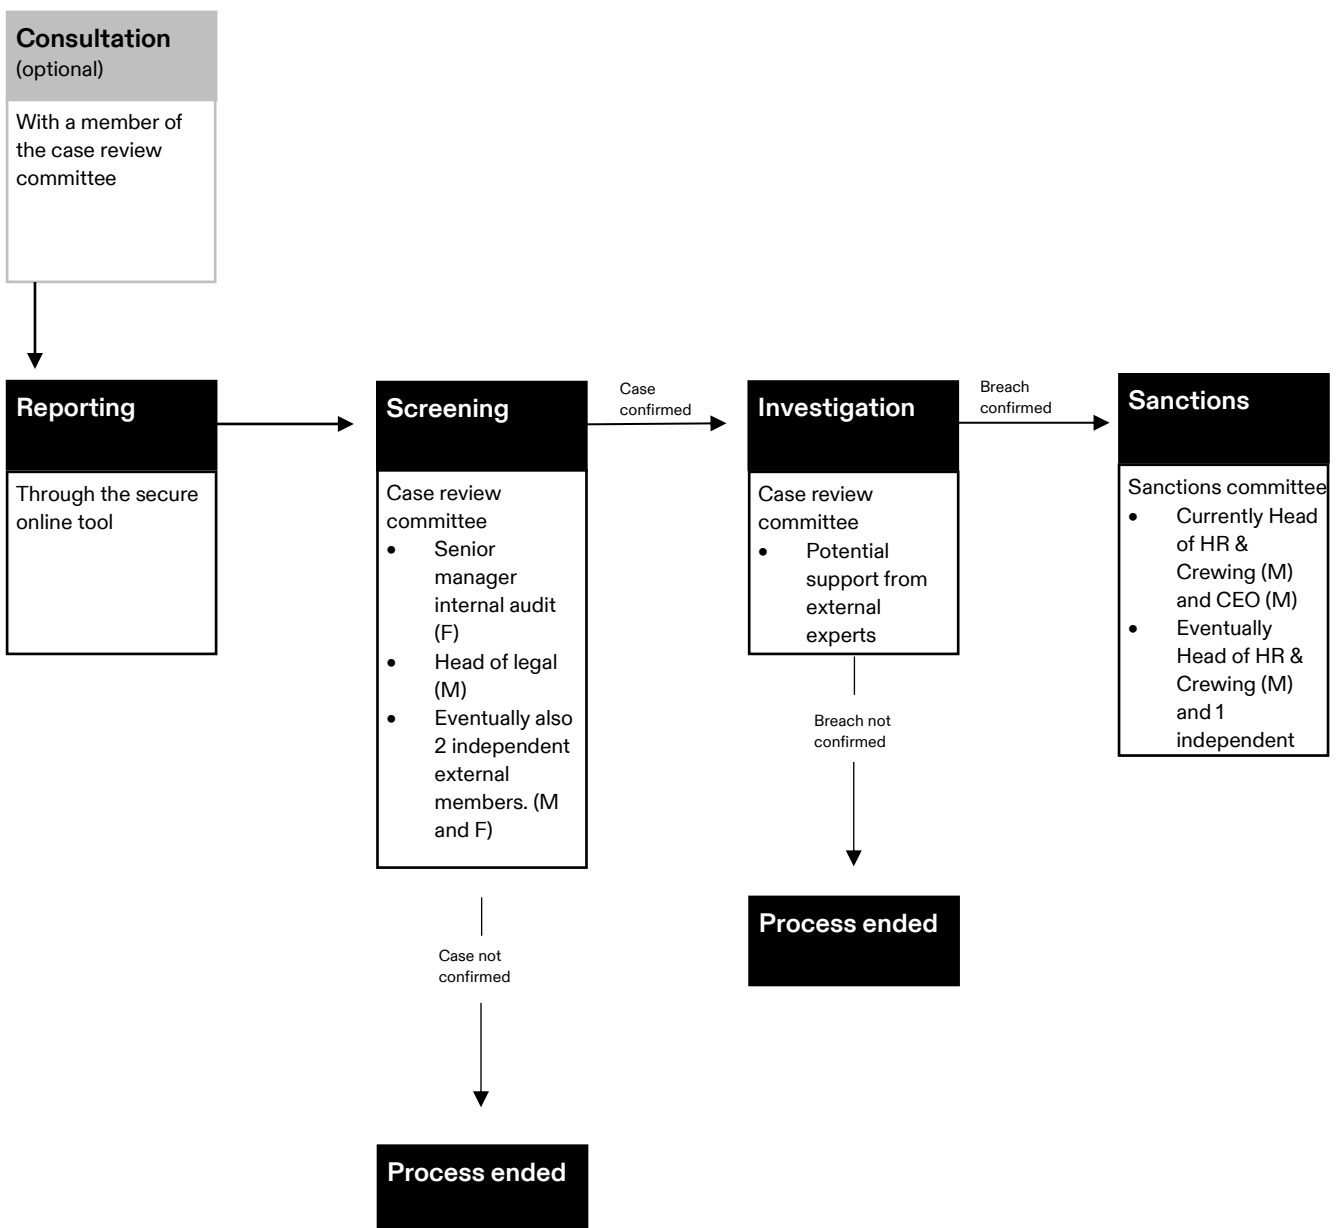 Consultation
(optional)
With a member of
the case review
committee
Reporting
Through the secure
online tool
Screening
Case review
committee
• Senior
manager
internal audit
(F)
• Head of legal
(M)
• Eventually also
2 independent
external
members. (M
and F)
Case
confirmed
Case not
confirmed
Process ended
Investigation
Case review
committee
• Potential
support from
external
experts
Breach not
confirmed
Process ended
Breach
confirmed
Sanctions
Sanctions committee
• Currently Head
of HR &
Crewing (M)
and CEO (M)
• Eventually
Head of HR &
Crewing (M)
and 1
independent